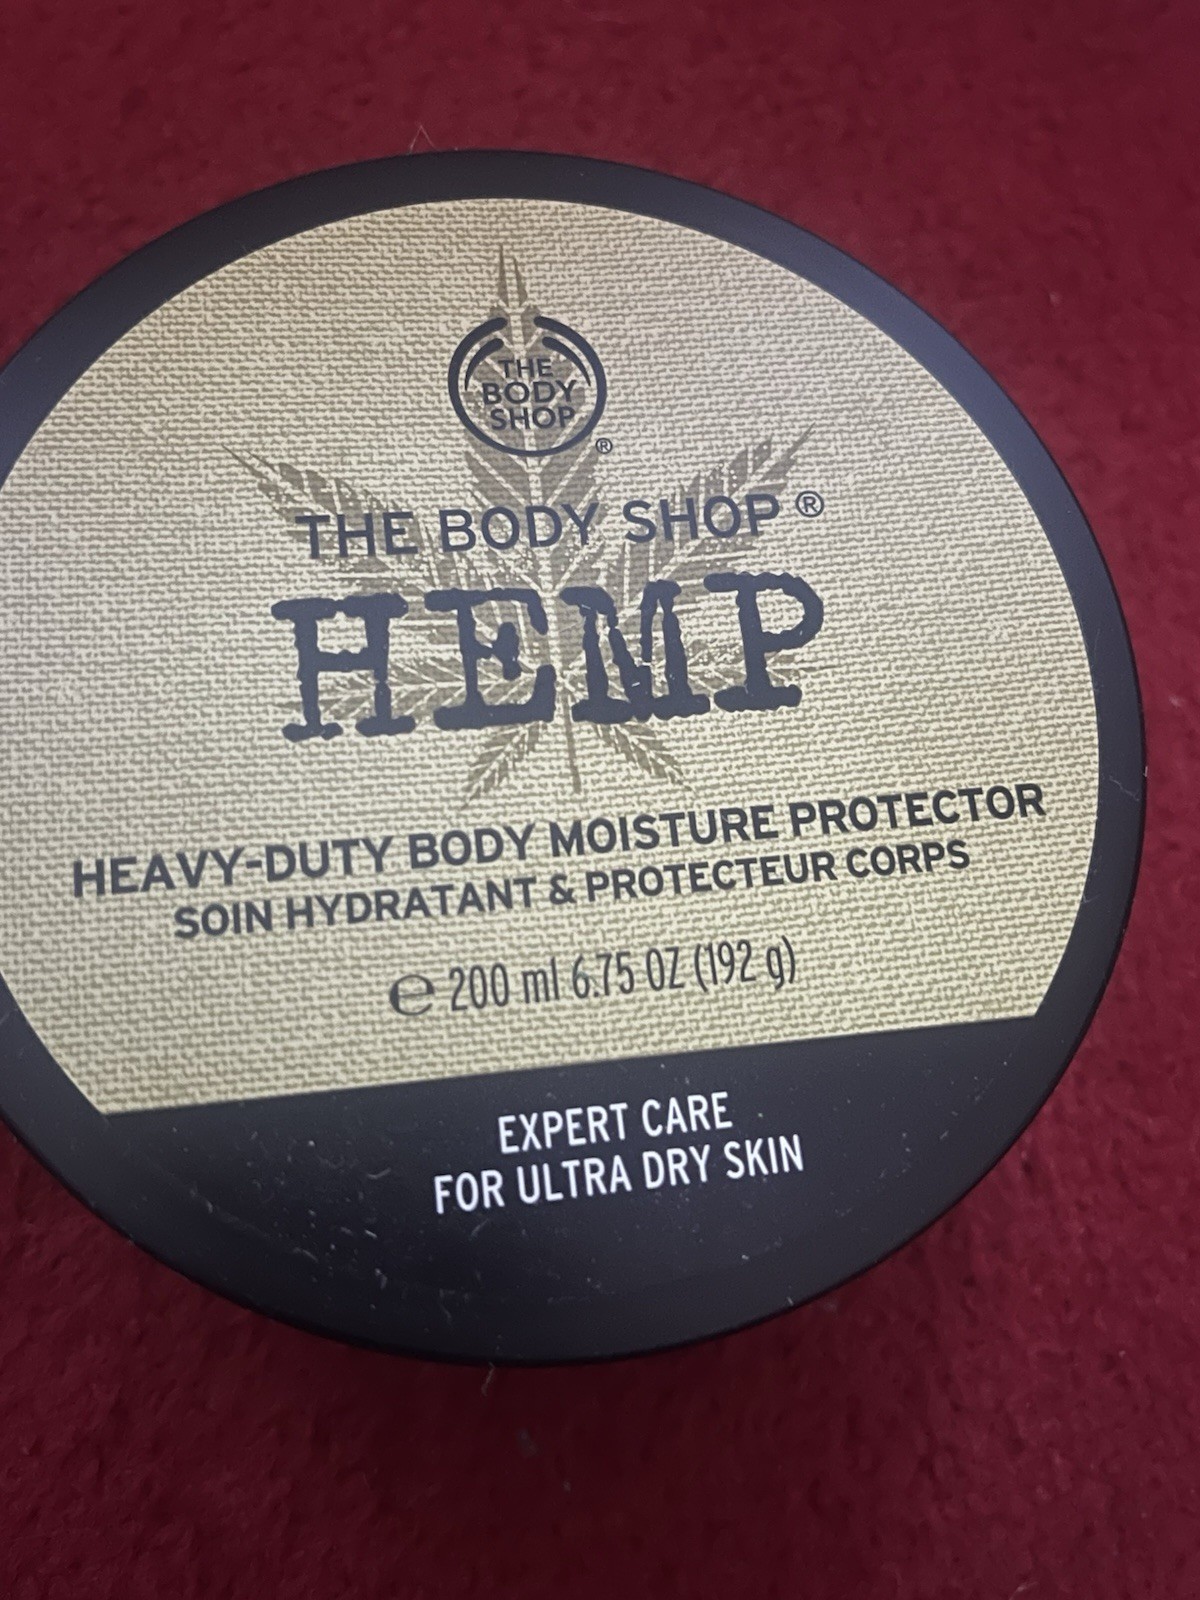 THE
BODY
SHOP
®
THE BODY SHOP®
HEMP
HEAVY-DUTY BODY MOISTURE PROTECTOR
SOIN HYDRATANT & PROTECTEUR CORPS
℮ 200 ml 6.75 OZ (192 g)
EXPERT CARE
FOR ULTRA DRY SKIN